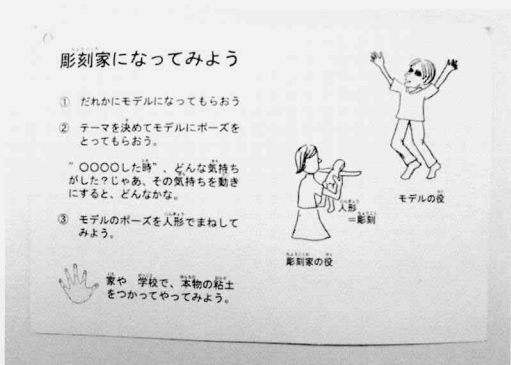 彫刻家になってみよう
① だれかにモデルになってもらおう
② テーマを決めてモデルにポーズを
とってもらおう。
"○○○○した時"、どんな気持ち
がした?じゃあ、その気持ちを動き
にすると、どんなかな。
③ モデルのポーズを人形でまねして
みよう。
家や 学校で、本物の粘土
をつかってやってみよう。
モデルの役
人形
=彫刻
彫刻家の役